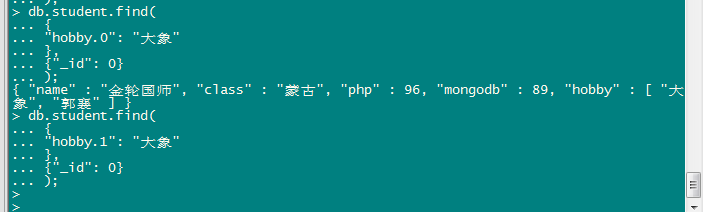 ... );
> db.student.find(
... {
... "hobby.0": "大象"
... },
... {"_id": 0}
... );
{ "name" : "金轮国师", "class" : "蒙古", "php" : 96, "mongodb" : 89, "hobby" : [ "大
象", "郭襄" ] }
> db.student.find(
... {
... "hobby.1": "大象"
... },
... {"_id": 0}
... );
>
>